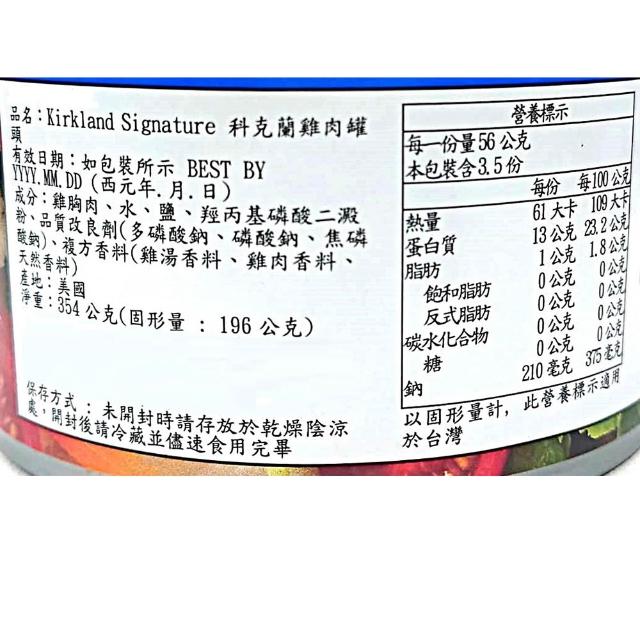 品名：Kirkland Signature 科克蘭雞肉罐
頭
有效日期：如包裝所示 BEST BY
YYYY.MM.DD (西元年.月.日)
成分：雞胸肉、水、鹽、羥丙基磷酸二澱
粉、品質改良劑(多磷酸鈉、磷酸鈉、焦磷
酸鈉)、複方香料(雞湯香料、雞肉香料、
天然香料)
產地：美國
淨重：354 公克(固形量 : 196 公克)
保存方式 : 未開封時請存放於乾燥陰涼
處，開封後請冷藏並儘速食用完畢
營養標示
每一份量56公克
本包裝含3.5份
每份 每100公克
熱量 61 大卡 109 大卡
蛋白質 13 公克 23.2 公克
脂肪 1 公克 1.8 公克
飽和脂肪 0 公克 0 公克
反式脂肪 0 公克 0 公克
碳水化合物 0 公克 0 公克
糖 0 公克 0 公克
鈉 210 毫克 375 毫克
以固形量計，此營養標示適用
於台灣